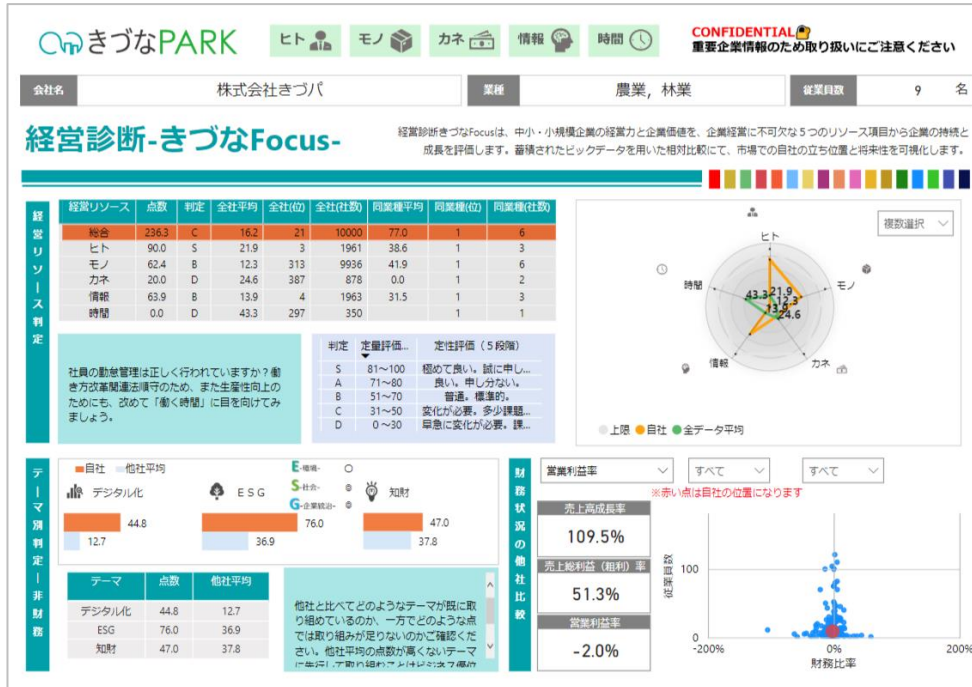 きづなPARK
ヒト モノ カネ 情報 時間
CONFIDENTIAL
重要企業情報のため取り扱いにご注意ください
会社名 株式会社きづパ 業種 農業，林業 従業員数 9 名
経営診断-きづなFocus-
経営診断きづなFocusは、中小・小規模企業の経営力と企業価値を、企業経営に不可欠な５つのリソース項目から企業の持続と
成長を評価します。蓄積されたビックデータを用いた相対比較にて、市場での自社の立ち位置と将来性を可視化します。
経営リソース判定
経営リソース 点数 判定 全社平均 全社(位) 全社(社数) 同業種平均 同業種(位) 同業種(社数)
総合 236.3 C 16.2 21 10000 77.0 1 6
ヒト 90.0 S 21.9 3 1961 38.6 1 3
モノ 62.4 B 12.3 313 9936 41.9 1 6
カネ 20.0 D 24.6 387 878 0.0 1 2
情報 63.9 B 13.9 4 1963 31.5 1 3
時間 0.0 D 43.3 297 350 1 1
社員の勤怠管理は正しく行われていますか？働
き方改革関連法順守のため、また生産性向上の
ためにも、改めて「働く時間」に目を向けてみ
ましょう。
判定 定量評価... 定性評価（５段階）
S 81～100 極めて良い。誠に申し...
A 71～80 良い。申し分ない。
B 51～70 普通。標準的。
C 31～50 変化が必要。多少課題...
D 0～30 早急に変化が必要。課...
複数選択
ヒト
時間 モノ
43.3 21.9
12.3
13.9
24.6
情報 カネ
上限 自社 全データ平均
テーマ別判定ー非財務
自社 他社平均
デジタル化
44.8
12.7
ESG
E-環境-
S-社会-
G-企業統治-
76.0
36.9
知財
47.0
37.8
テーマ 点数 他社平均
デジタル化 44.8 12.7
ESG 76.0 36.9
知財 47.0 37.8
他社と比べてどのようなテーマが既に取
り組めているのか、一方でどのような点
では取り組みが足りないのかご確認くだ
さい。他社平均の点数が高くないテーマ
に先行して取り組むことはビジネス優位
財務状況の他社比較
営業利益率 すべて すべて
※赤い点は自社の位置になります
売上高成長率
109.5%
売上総利益（粗利）率
51.3%
営業利益率
-2.0%
従業員数
100
0
-200% 0% 200%
財務比率